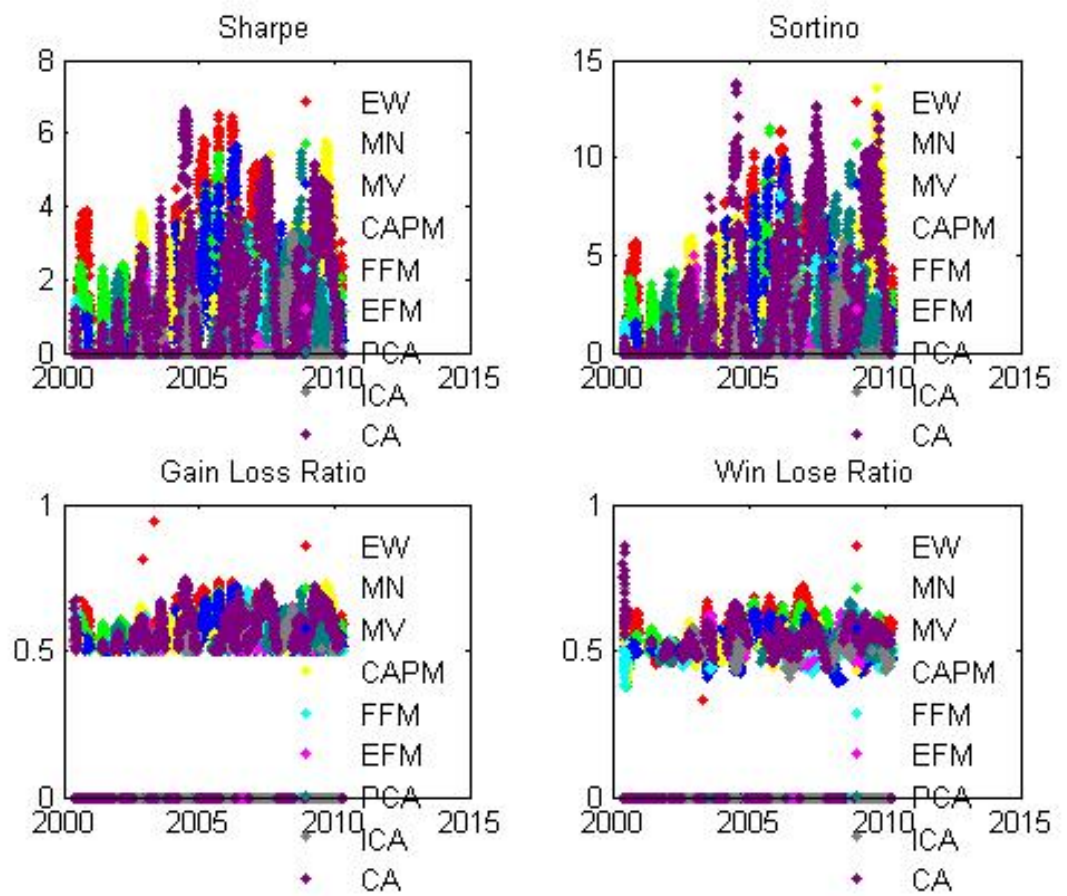 Sharpe
8
6
4
2
0
2000 2005 2010 2015
EW
MN
MV
CAPM
FFM
EFM
PCA
ICA
CA
Sortino
15
10
5
0
2000 2005 2010 2015
EW
MN
MV
CAPM
FFM
EFM
PCA
ICA
CA
Gain Loss Ratio
1
0.5
0
2000 2005 2010 2015
EW
MN
MV
CAPM
FFM
EFM
PCA
ICA
CA
Win Lose Ratio
1
0.5
0
2000 2005 2010 2015
EW
MN
MV
CAPM
FFM
EFM
PCA
ICA
CA